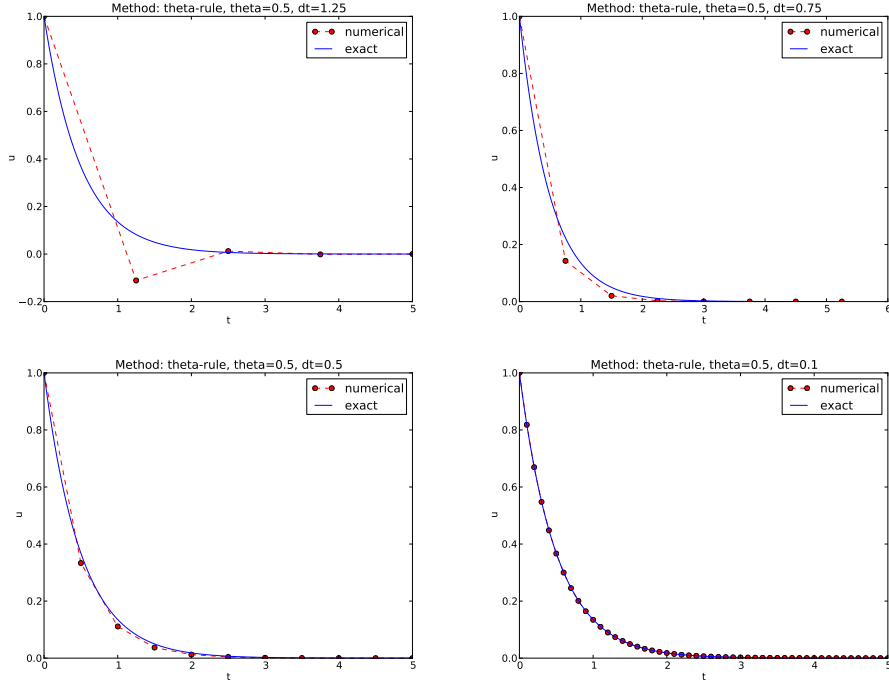 Method: theta-rule, theta=0.5, dt=1.25
1.0
0.8
0.6
0.4
0.2
0.0
−0.2
u
0 1 2 3 4 5
t
numerical
exact
Method: theta-rule, theta=0.5, dt=0.75
1.0
0.8
0.6
0.4
0.2
0.0
u
0 1 2 3 4 5 6
t
numerical
exact
Method: theta-rule, theta=0.5, dt=0.5
1.0
0.8
0.6
0.4
0.2
0.0
u
0 1 2 3 4 5
t
numerical
exact
Method: theta-rule, theta=0.5, dt=0.1
1.0
0.8
0.6
0.4
0.2
0.0
u
0 1 2 3 4 5
t
numerical
exact